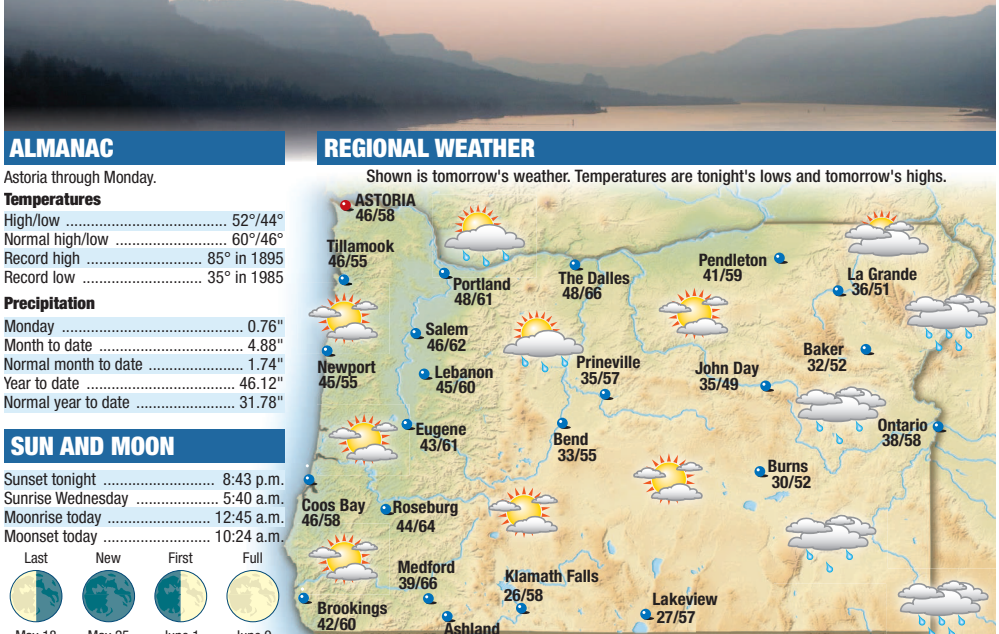 ALMANAC
Astoria through Monday.
Temperatures
High/low ................................... 52°/44°
Normal high/low ........................ 60°/46°
Record high .......................... 85° in 1895
Record low ............................ 35° in 1985
Precipitation
Monday ........................................ 0.76"
Month to date ............................... 4.88"
Normal month to date ................... 1.74"
Year to date ................................ 46.12"
Normal year to date ..................... 31.78"
SUN AND MOON
Sunset tonight .......................... 8:43 p.m.
Sunrise Wednesday .................. 5:40 a.m.
Moonrise today ....................... 12:45 a.m.
Moonset today ........................ 10:24 a.m.
Last New First Full
REGIONAL WEATHER
Shown is tomorrow's weather. Temperatures are tonight's lows and tomorrow's highs.
ASTORIA
46/58
Tillamook
46/55
Portland
48/61
The Dalles
48/66
Pendleton
41/59
La Grande
36/51
Salem
46/62
Newport
45/55
Lebanon
45/60
Prineville
35/57
John Day
35/49
Baker
32/52
Eugene
43/61
Bend
33/55
Ontario
38/58
Burns
30/52
Coos Bay
46/58
Roseburg
44/64
Medford
39/66
Klamath Falls
26/58
Brookings
42/60
Ashland
Lakeview
27/57